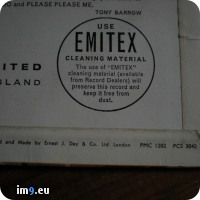 and PLEASE PLEASE ME.
TONY BARROW
USE
EMITEX
CLEANING MATERIAL
The use of "EMITEX"
cleaning material (available
from Record Dealers) will
preserve this record and
keep it free from
dust.
ITED
GLAND
and Made by Ernest J. Day & Co. Ltd. London
PMC 1202 PCS 3042
im9.eu